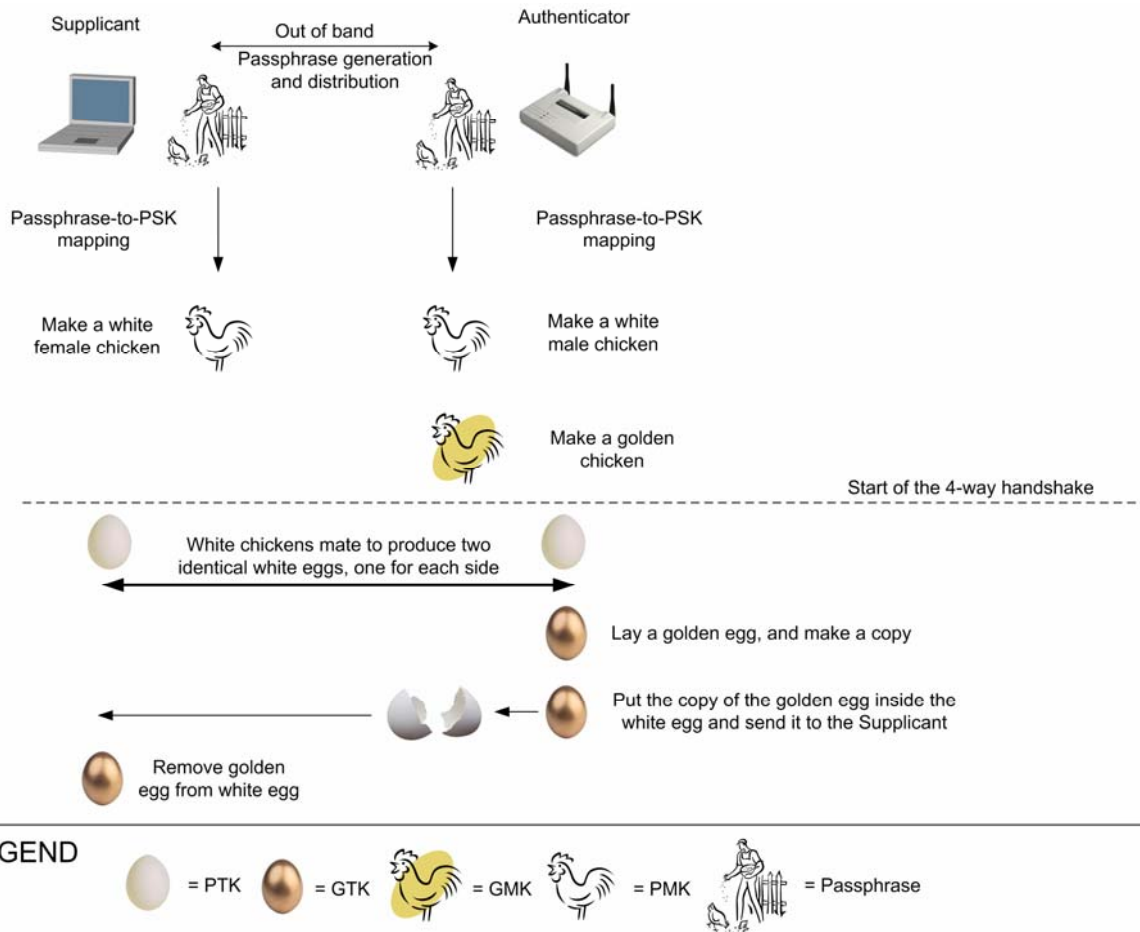 Supplicant
Authenticator
Out of band
Passphrase generation
and distribution
Passphrase-to-PSK
mapping
Passphrase-to-PSK
mapping
Make a white
female chicken
Make a white
male chicken
Make a golden
chicken
Start of the 4-way handshake
White chickens mate to produce two
identical white eggs, one for each side
Lay a golden egg, and make a copy
Put the copy of the golden egg inside the
white egg and send it to the Supplicant
Remove golden
egg from white egg
GEND
= PTK
= GTK
= GMK
= PMK
= Passphrase